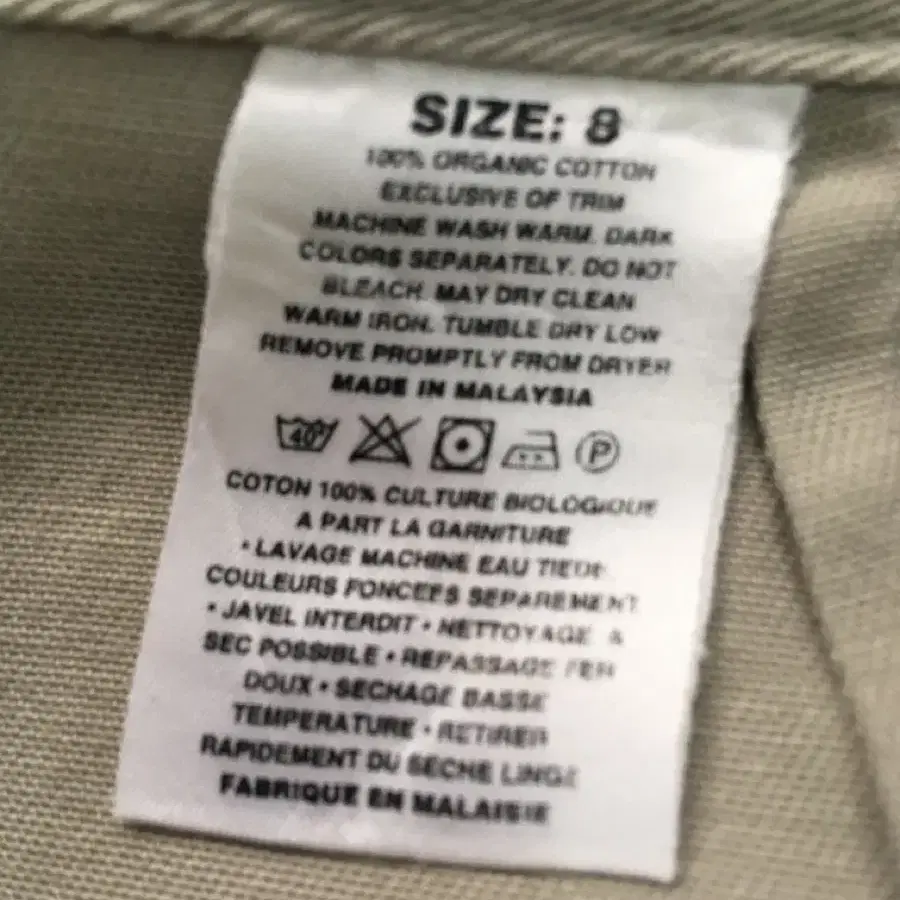 SIZE: 8
100% ORGANIC COTTON
EXCLUSIVE OF TRIM
MACHINE WASH WARM. DARK
COLORS SEPARATELY. DO NOT
BLEACH. MAY DRY CLEAN
WARM IRON. TUMBLE DRY LOW
REMOVE PROMPTLY FROM DRYER
MADE IN MALAYSIA
40° P
COTON 100% CULTURE BIOLOGIQUE
A PART LA GARNITURE
• LAVAGE MACHINE EAU TIEDE
COULEURS FONCEES SEPAREMENT
• JAVEL INTERDIT • NETTOYAGE A
SEC POSSIBLE • REPASSAGE FER
DOUX • SECHAGE BASSE
TEMPERATURE • RETIRER
RAPIDEMENT DU SECHE LINGE
FABRIQUE EN MALAISIE